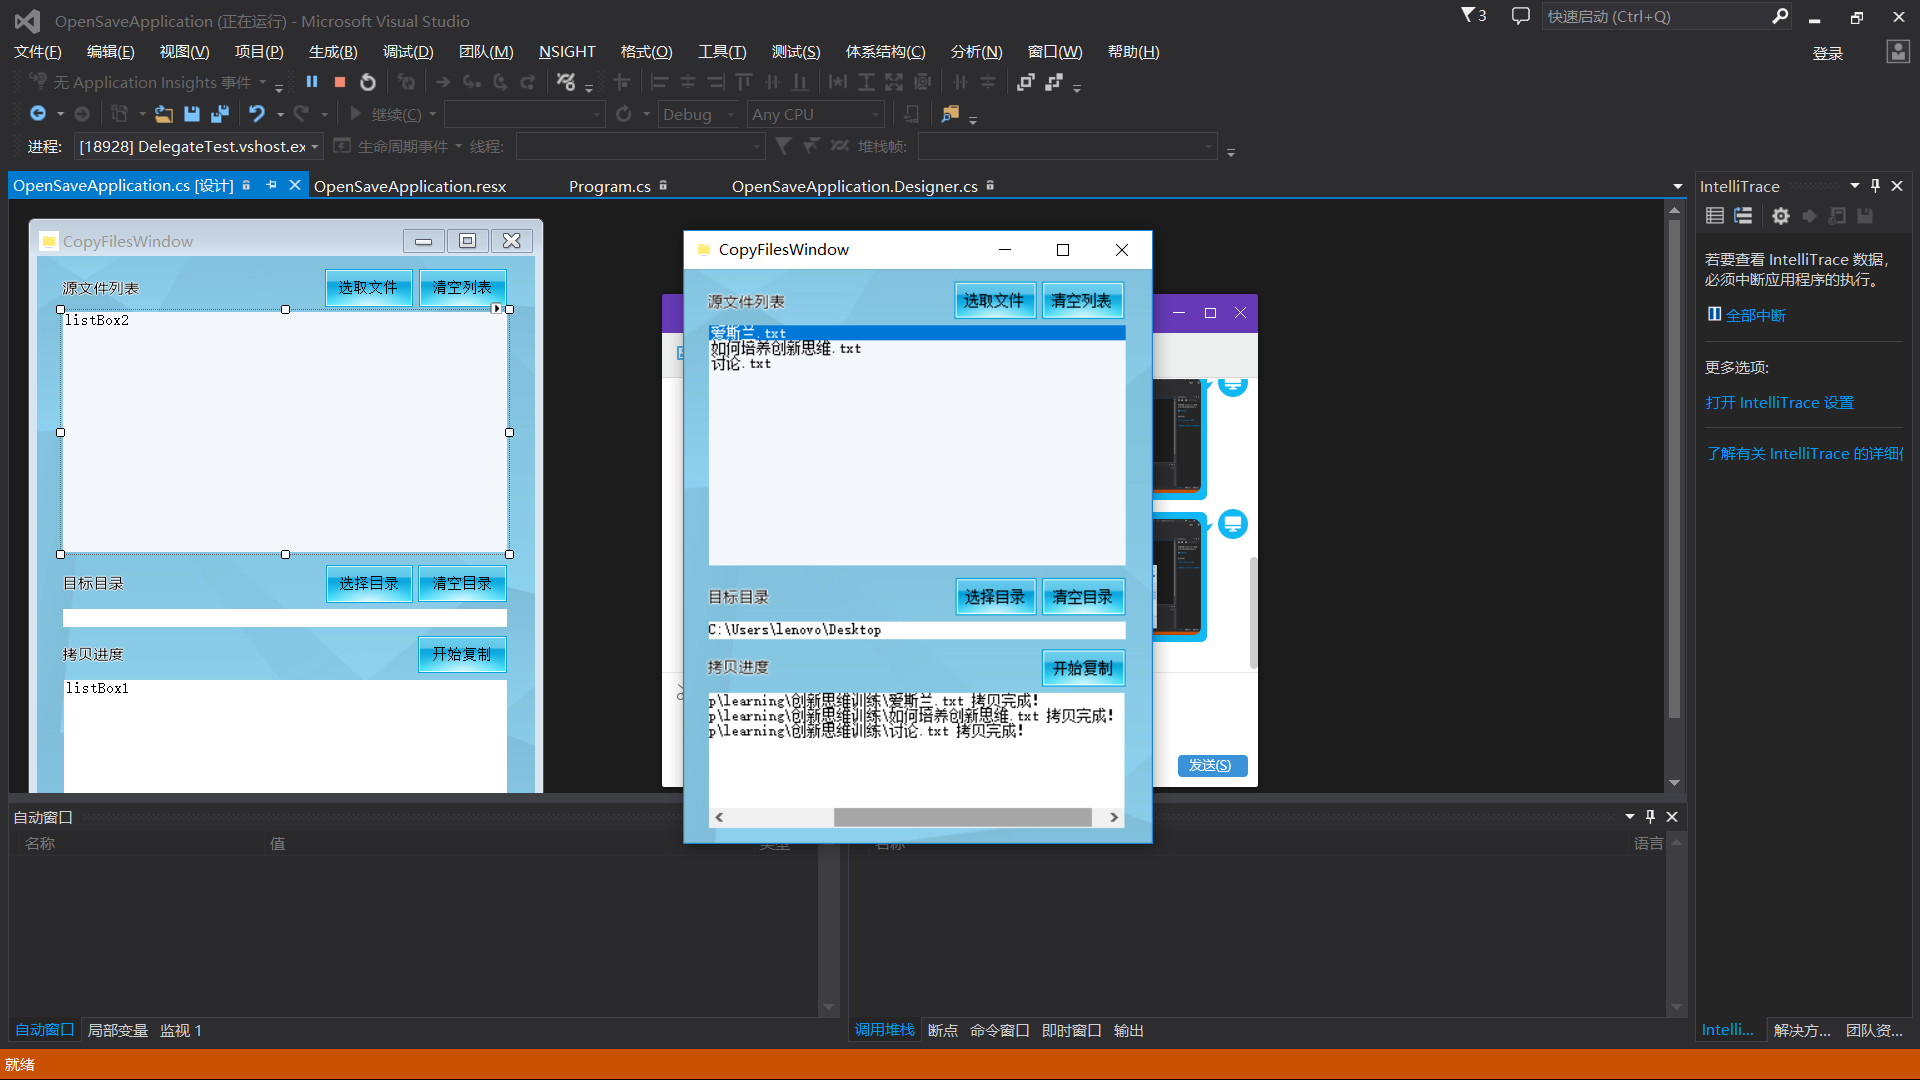 OpenSaveApplication (正在运行) - Microsoft Visual Studio
3
快速启动 (Ctrl+Q)
文件(F) 编辑(E) 视图(V) 项目(P) 生成(B) 调试(D) 团队(M) NSIGHT 格式(O) 工具(T) 测试(S) 体系结构(C) 分析(N) 窗口(W) 帮助(H)
登录
无 Application Insights 事件
继续(C) Debug Any CPU
进程: [18928] DelegateTest.vshost.ex 生命周期事件 线程: 堆栈帧:
OpenSaveApplication.cs [设计] OpenSaveApplication.resx Program.cs OpenSaveApplication.Designer.cs
CopyFilesWindow
源文件列表 选取文件 清空列表
listBox2
目标目录 选择目录 清空目录
拷贝进度 开始复制
listBox1
CopyFilesWindow
源文件列表 选取文件 清空列表
爱斯兰.txt
如何培养创新思维.txt
讨论.txt
目标目录 选择目录 清空目录
C:\Users\lenovo\Desktop
拷贝进度 开始复制
p\learning\创新思维训练\爱斯兰.txt 拷贝完成!
p\learning\创新思维训练\如何培养创新思维.txt 拷贝完成!
p\learning\创新思维训练\讨论.txt 拷贝完成!
发送(S)
IntelliTrace
若要查看 IntelliTrace 数据,
必须中断应用程序的执行。
全部中断
更多选项:
打开 IntelliTrace 设置
了解有关 IntelliTrace 的详细
自动窗口
名称 值 类型
名称 语言
自动窗口 局部变量 监视 1
调用堆栈 断点 命令窗口 即时窗口 输出
Intelli... 解决方... 团队资...
就绪